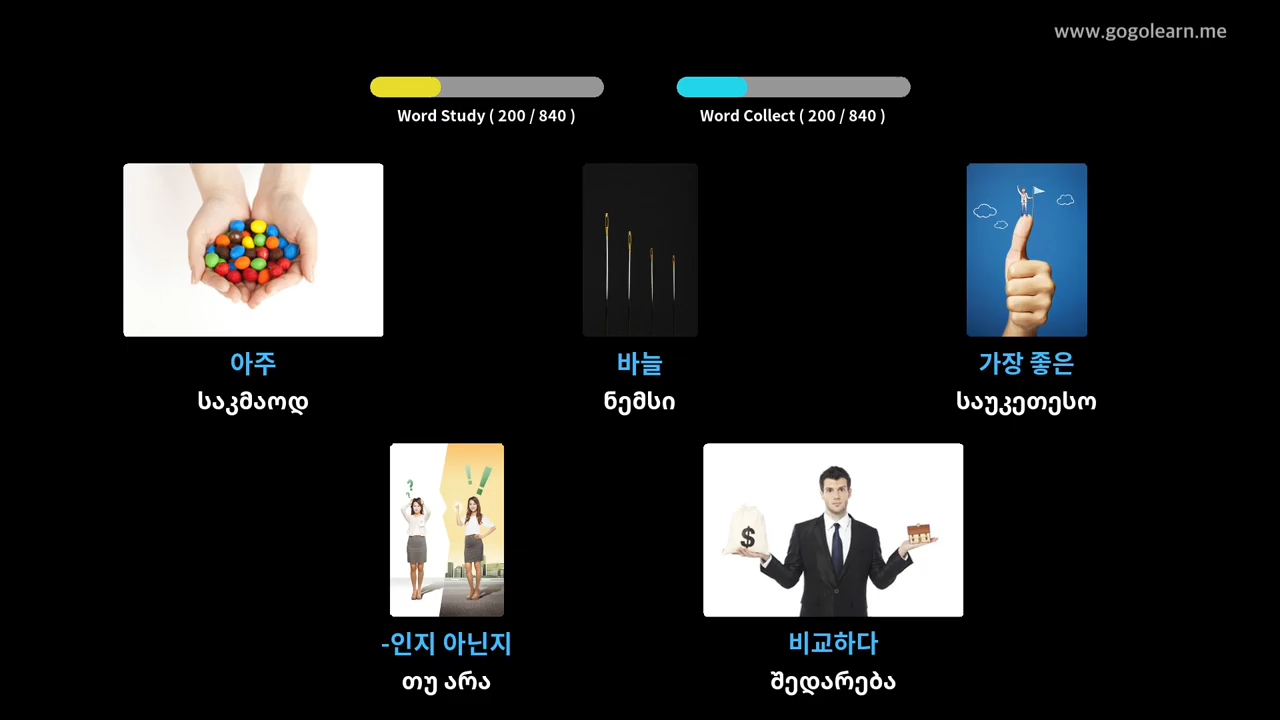 www.gogolearn.me
Word Study ( 200 / 840 )
Word Collect ( 200 / 840 )
아주
საკმაოდ
바늘
ნემსი
가장 좋은
საუკეთესო
-인지 아닌지
თუ არა
비교하다
შედარება